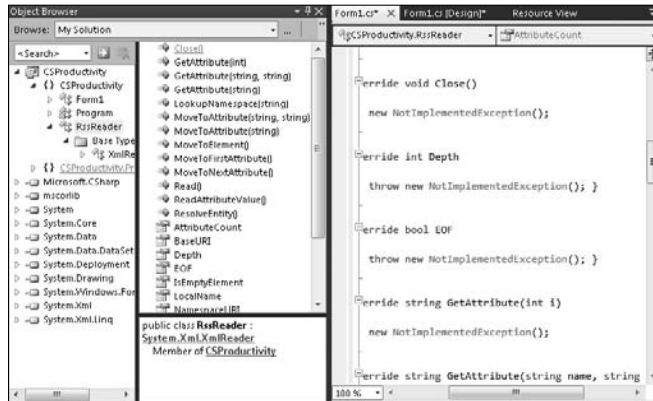 Object Browser
Browse: My Solution
...
<Search>
CSProductivity
CSProductivity
Form1
Program
RssReader
Base Type
XmlRe
CSProductivity.Pr
Microsoft.CSharp
mscorlib
System
System.Core
System.Data
System.Data.DataSet
System.Deployment
System.Drawing
System.Windows.For
System.Xml
System.Xml.Linq
Close()
GetAttribute(int)
GetAttribute(string, string)
GetAttribute(string)
LookupNamespace(string)
MoveToAttribute(string, string)
MoveToAttribute(string)
MoveToElement()
MoveToFirstAttribute()
MoveToNextAttribute()
Read()
ReadAttributeValue()
ResolveEntity()
AttributeCount
BaseURI
Depth
EOF
IsEmptyElement
LocalName
NamespaceURI
public class RssReader :
System.Xml.XmlReader
Member of CSProductivity
Form1.cs* X Form1.cs [Design]* Resource View
CSProductivity.RssReader AttributeCount
erride void Close()
new NotImplementedException();
erride int Depth
throw new NotImplementedException(); }
erride bool EOF
throw new NotImplementedException(); }
erride string GetAttribute(int i)
new NotImplementedException();
erride string GetAttribute(string name, string
100 %